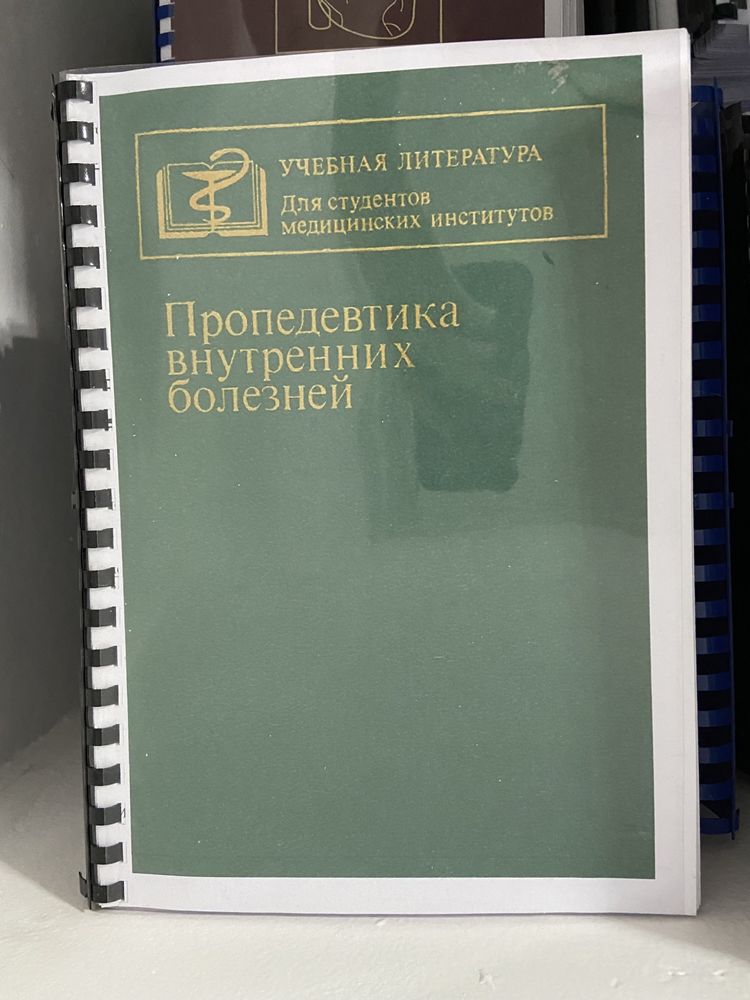 УЧЕБНАЯ ЛИТЕРАТУРА
Для студентов
медицинских институтов
Пропедевтика
внутренних
болезней